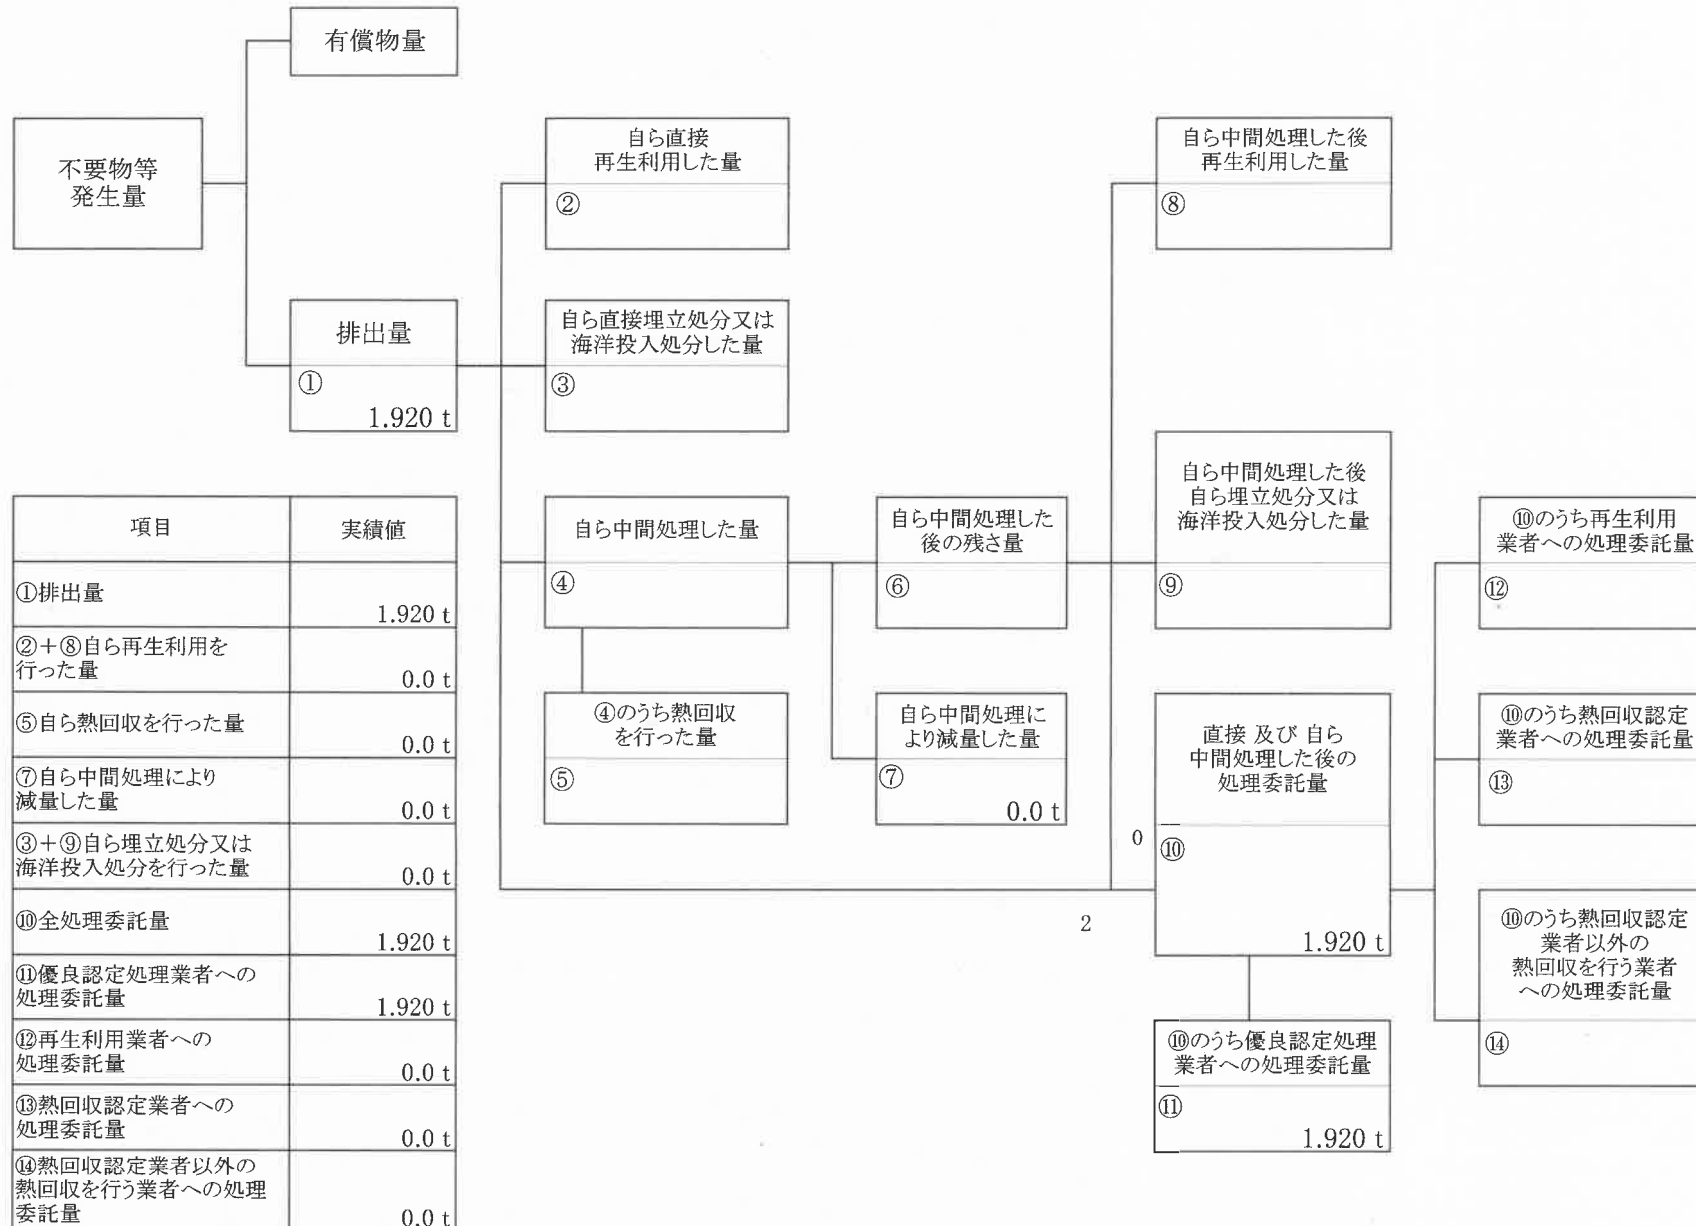 有償物量
不要物等
発生量
自ら直接
再生利用した量
②
自ら中間処理した後
再生利用した量
⑧
排出量
①
1.920 t
自ら直接埋立処分又は
海洋投入処分した量
③
自ら中間処理した量
④
自ら中間処理した
後の残さ量
⑥
自ら中間処理した後
自ら埋立処分又は
海洋投入処分した量
⑨
⑩のうち再生利用
業者への処理委託量
⑫
④のうち熱回収
を行った量
⑤
自ら中間処理に
より減量した量
⑦
0.0 t
直接 及び 自ら
中間処理した後の
処理委託量
0
⑩
2
1.920 t
⑩のうち熱回収認定
業者への処理委託量
⑬
⑩のうち熱回収認定
業者以外の
熱回収を行う業者
への処理委託量
⑭
⑩のうち優良認定処理
業者への処理委託量
⑪
1.920 t
項目 実績値
①排出量
1.920 t
②+⑧自ら再生利用を
行った量
0.0 t
⑤自ら熱回収を行った量
0.0 t
⑦自ら中間処理により
減量した量
0.0 t
③+⑨自ら埋立処分又は
海洋投入処分を行った量
0.0 t
⑩全処理委託量
1.920 t
⑪優良認定処理業者への
処理委託量
1.920 t
⑫再生利用業者への
処理委託量
0.0 t
⑬熱回収認定業者への
処理委託量
0.0 t
⑭熱回収認定業者以外の
熱回収を行う業者への処理
委託量
0.0 t